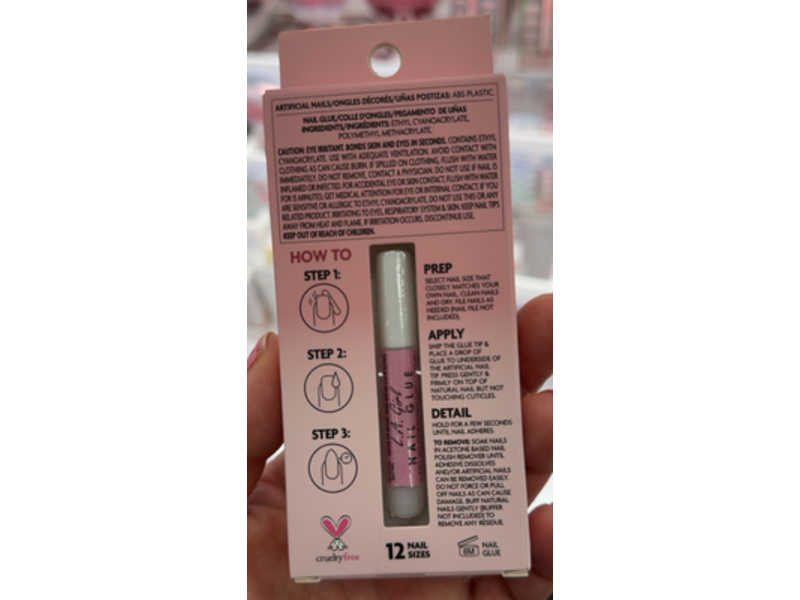 ARTIFICIAL NAILS/ONGLES DÉCORÉS/UÑAS POSTIZAS: ABS PLASTIC.
NAIL GLUE/COLLE D'ONGLES/PEGAMENTO DE UÑAS
INGREDIENTS/INGRÉDIENTS: ETHYL CYANOACRYLATE,
POLYMETHYL METHACRYLATE.
CAUTION: EYE IRRITANT. BONDS SKIN AND EYES IN SECONDS. CONTAINS ETHYL
CYANOACRYLATE. USE WITH ADEQUATE VENTILATION. AVOID CONTACT WITH
CLOTHING AS CAN CAUSE BURN. IF SPILLED ON CLOTHING, FLUSH WITH WATER
IMMEDIATELY, DO NOT REMOVE, CONTACT A PHYSICIAN. DO NOT USE IF NAIL IS
INFLAMED OR INFECTED. FOR ACCIDENTAL EYE OR SKIN CONTACT, FLUSH WITH WATER
FOR 15 MINUTES; GET MEDICAL ATTENTION FOR EYE OR INTERNAL CONTACT. IF YOU
ARE SENSITIVE OR ALLERGIC TO ETHYL CYANOACRYLATE, DO NOT USE THIS OR ANY
RELATED PRODUCT. IRRITATING TO EYES, RESPIRATORY SYSTEM & SKIN. KEEP NAIL TIPS
AWAY FROM HEAT AND FLAME. IF IRRITATION OCCURS, DISCONTINUE USE.
KEEP OUT OF REACH OF CHILDREN.
HOW TO
STEP 1:
PREP
SELECT NAIL SIZE THAT
CLOSELY MATCHES YOUR
OWN NAIL. CLEAN NAILS
AND DRY. FILE NAILS AS
NEEDED (NAIL FILE NOT
INCLUDED).
STEP 2:
APPLY
SNIP THE GLUE TIP &
PLACE A DROP OF
GLUE TO UNDERSIDE OF
THE ARTIFICIAL NAIL
TIP. PRESS GENTLY &
FIRMLY ON TOP OF
NATURAL NAIL BUT NOT
TOUCHING CUTICLES.
STEP 3:
DETAIL
HOLD FOR A FEW SECONDS
UNTIL NAIL ADHERES.
TO REMOVE: SOAK NAILS
IN ACETONE BASED NAIL
POLISH REMOVER UNTIL
ADHESIVE DISSOLVES
AND/OR ARTIFICIAL NAILS
CAN BE REMOVED EASILY.
DO NOT FORCE OR PULL
OFF NAILS AS CAN CAUSE
DAMAGE. BUFF NATURAL
NAILS GENTLY (BUFFER
NOT INCLUDED) TO
REMOVE ANY RESIDUE.
L.A. Girl
NAIL GLUE
crueltyfree
12 NAIL
SIZES
6M
NAIL
GLUE